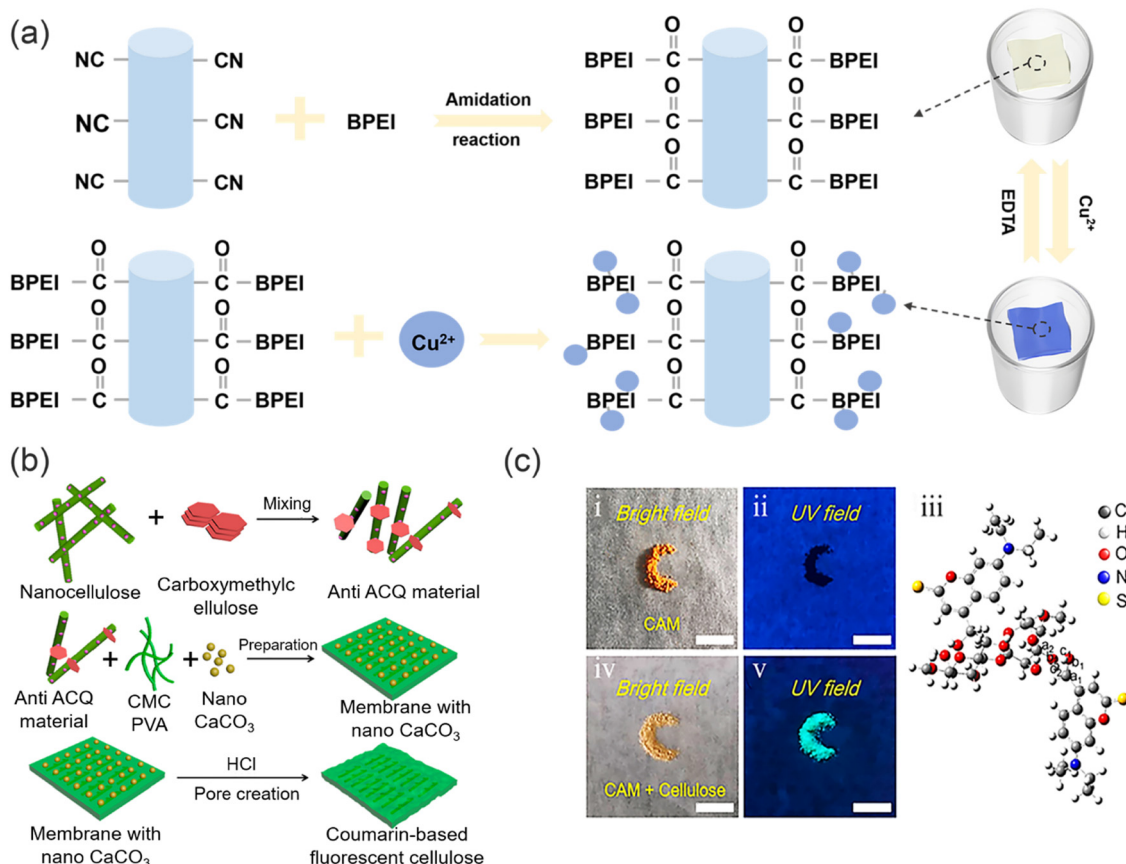 (a)
NC
CN
NC
CN
NC
CN
BPEI
Amidation
reaction
O
O
BPEI
C
C
BPEI
O
O
BPEI
C
C
BPEI
O
O
BPEI
C
C
BPEI
EDTA
Cu2+
O
O
BPEI
C
C
BPEI
O
O
BPEI
C
C
BPEI
O
O
BPEI
C
C
BPEI
Cu2+
O
O
BPEI
C
C
BPEI
O
O
BPEI
C
C
BPEI
O
O
BPEI
C
C
BPEI
(b)
Nanocellulose
+
Carboxymethylc
ellulose
Mixing
Anti ACQ material
Anti ACQ
material
+
CMC
PVA
+
Nano
CaCO3
Preparation
Membrane with
nano CaCO3
Membrane with
nano CaCO3
HCl
Pore creation
Coumarin-based
fluorescent cellulose
(c)
i
Bright field
CAM
ii
UV field
iii
C
H
O
N
S
iv
Bright field
CAM + Cellulose
v
UV field